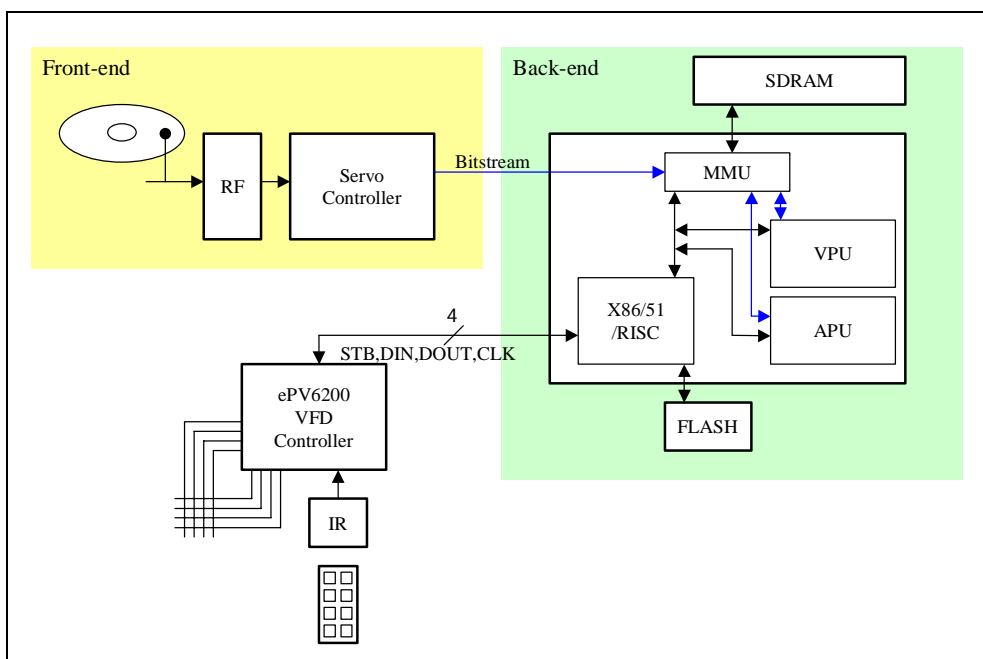 Front-end
Back-end
SDRAM
RF
Servo
Controller
Bitstream
MMU
VPU
X86/51
/RISC
APU
4
STB,DIN,DOUT,CLK
ePV6200
VFD
Controller
FLASH
IR